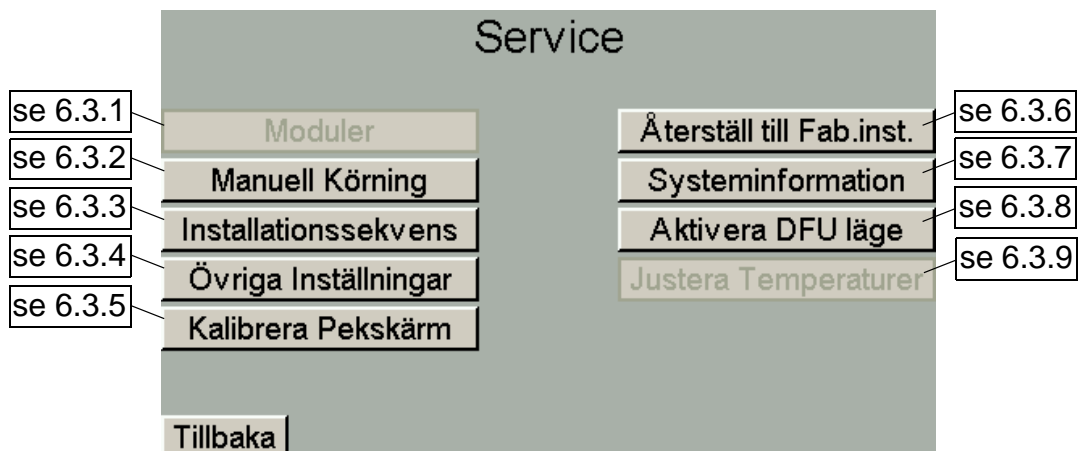 Service
se 6.3.1
Moduler
se 6.3.2
Manuell Körning
se 6.3.3
Installationssekvens
se 6.3.4
Övriga Inställningar
se 6.3.5
Kalibrera Pekskärm
Återställ till Fab.inst.
se 6.3.6
Systeminformation
se 6.3.7
Aktivera DFU läge
se 6.3.8
Justera Temperaturer
se 6.3.9
Tillbaka